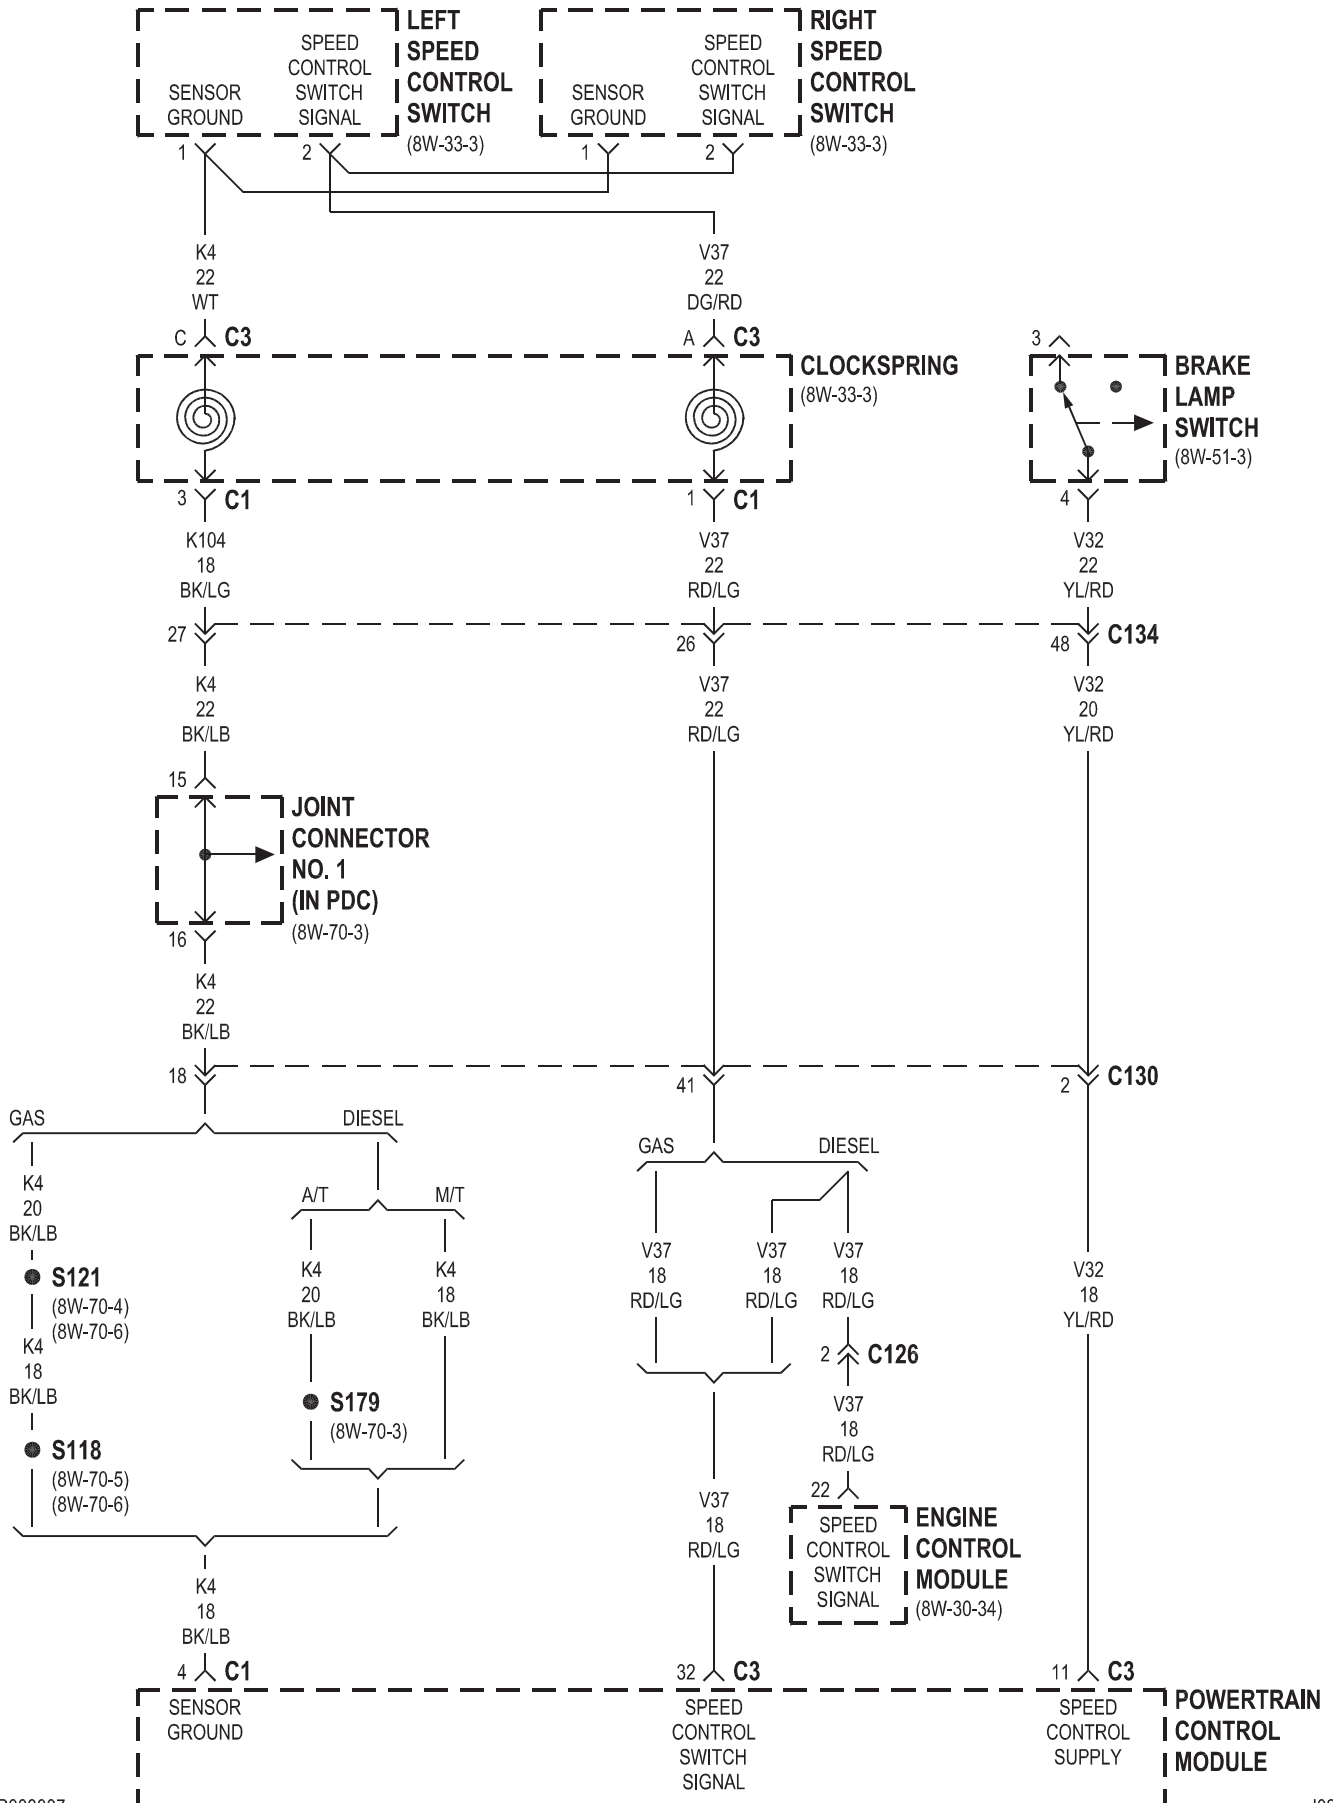 LEFT
SPEED
CONTROL
SWITCH
(8W-33-3)
SPEED
CONTROL
SWITCH
SIGNAL
SENSOR
GROUND
1
2
RIGHT
SPEED
CONTROL
SWITCH
(8W-33-3)
SPEED
CONTROL
SWITCH
SIGNAL
SENSOR
GROUND
1
2
K4
22
WT
V37
22
DG/RD
C
C3
A
C3
3
CLOCKSPRING
(8W-33-3)
BRAKE
LAMP
SWITCH
(8W-51-3)
3
C1
1
C1
4
K104
18
BK/LG
V37
22
RD/LG
V32
22
YL/RD
27
26
48
C134
K4
22
BK/LB
V37
22
RD/LG
V32
20
YL/RD
15
JOINT
CONNECTOR
NO. 1
(IN PDC)
(8W-70-3)
16
K4
22
BK/LB
18
41
2
C130
GAS
DIESEL
GAS
DIESEL
K4
20
BK/LB
A/T
M/T
S121
(8W-70-4)
(8W-70-6)
K4
20
BK/LB
K4
18
BK/LB
V37
18
RD/LG
V37
18
RD/LG
V37
18
RD/LG
V32
18
YL/RD
K4
18
BK/LB
2
C126
S179
(8W-70-3)
V37
18
RD/LG
S118
(8W-70-5)
(8W-70-6)
22
V37
18
RD/LG
SPEED
CONTROL
SWITCH
SIGNAL
ENGINE
CONTROL
MODULE
(8W-30-34)
K4
18
BK/LB
4
C1
32
C3
11
C3
SENSOR
GROUND
SPEED
CONTROL
SWITCH
SIGNAL
SPEED
CONTROL
SUPPLY
POWERTRAIN
CONTROL
MODULE